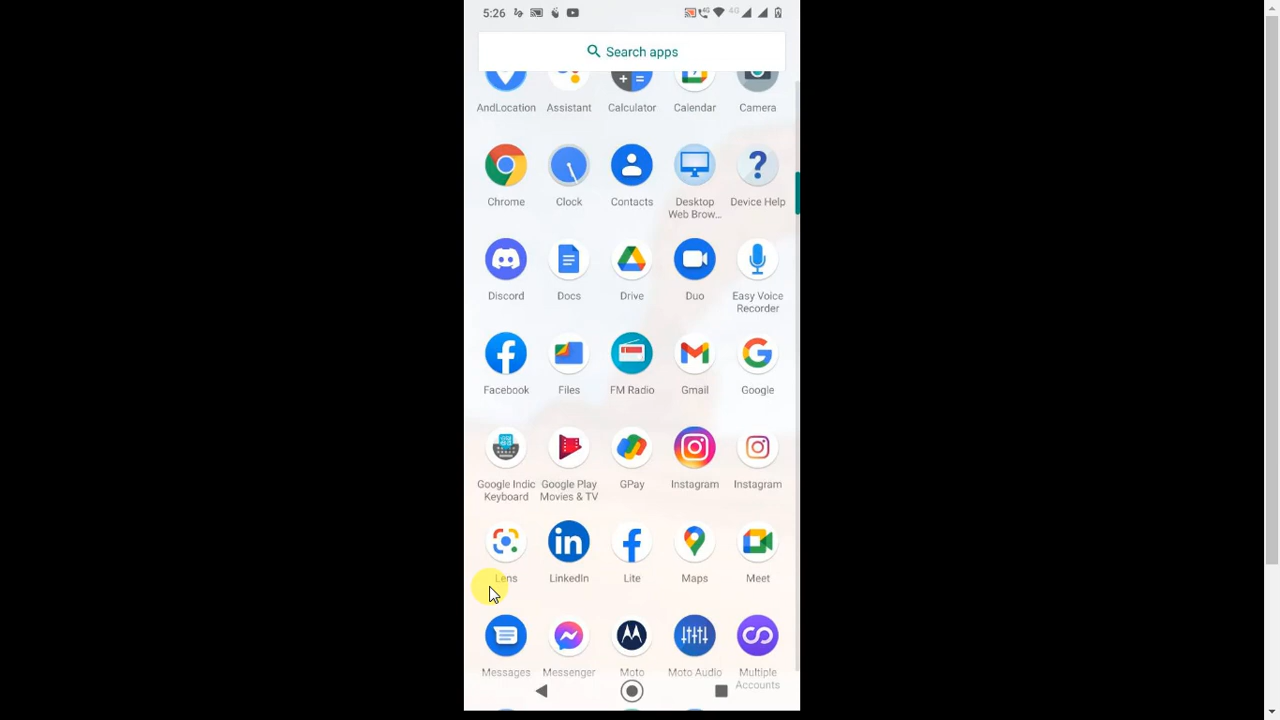 5:26
4G
4G
Search apps
AndLocation Assistant Calculator Calendar Camera
Chrome Clock Contacts Desktop Web Brow... Device Help
Discord Docs Drive Duo Easy Voice Recorder
Facebook Files FM Radio Gmail Google
Google Indic Keyboard Google Play Movies & TV GPay Instagram Instagram
Lens LinkedIn Lite Maps Meet
Messages Messenger Moto Moto Audio Multiple Accounts